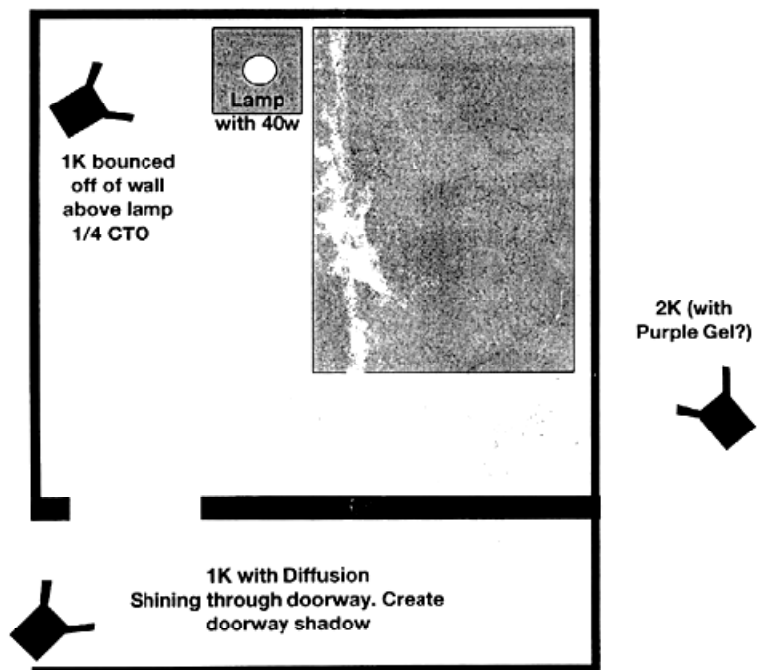 Lamp
with 40w
1K bounced
off of wall
above lamp
1/4 CTO
2K (with
Purple Gel?)
1K with Diffusion
Shining through doorway. Create
doorway shadow